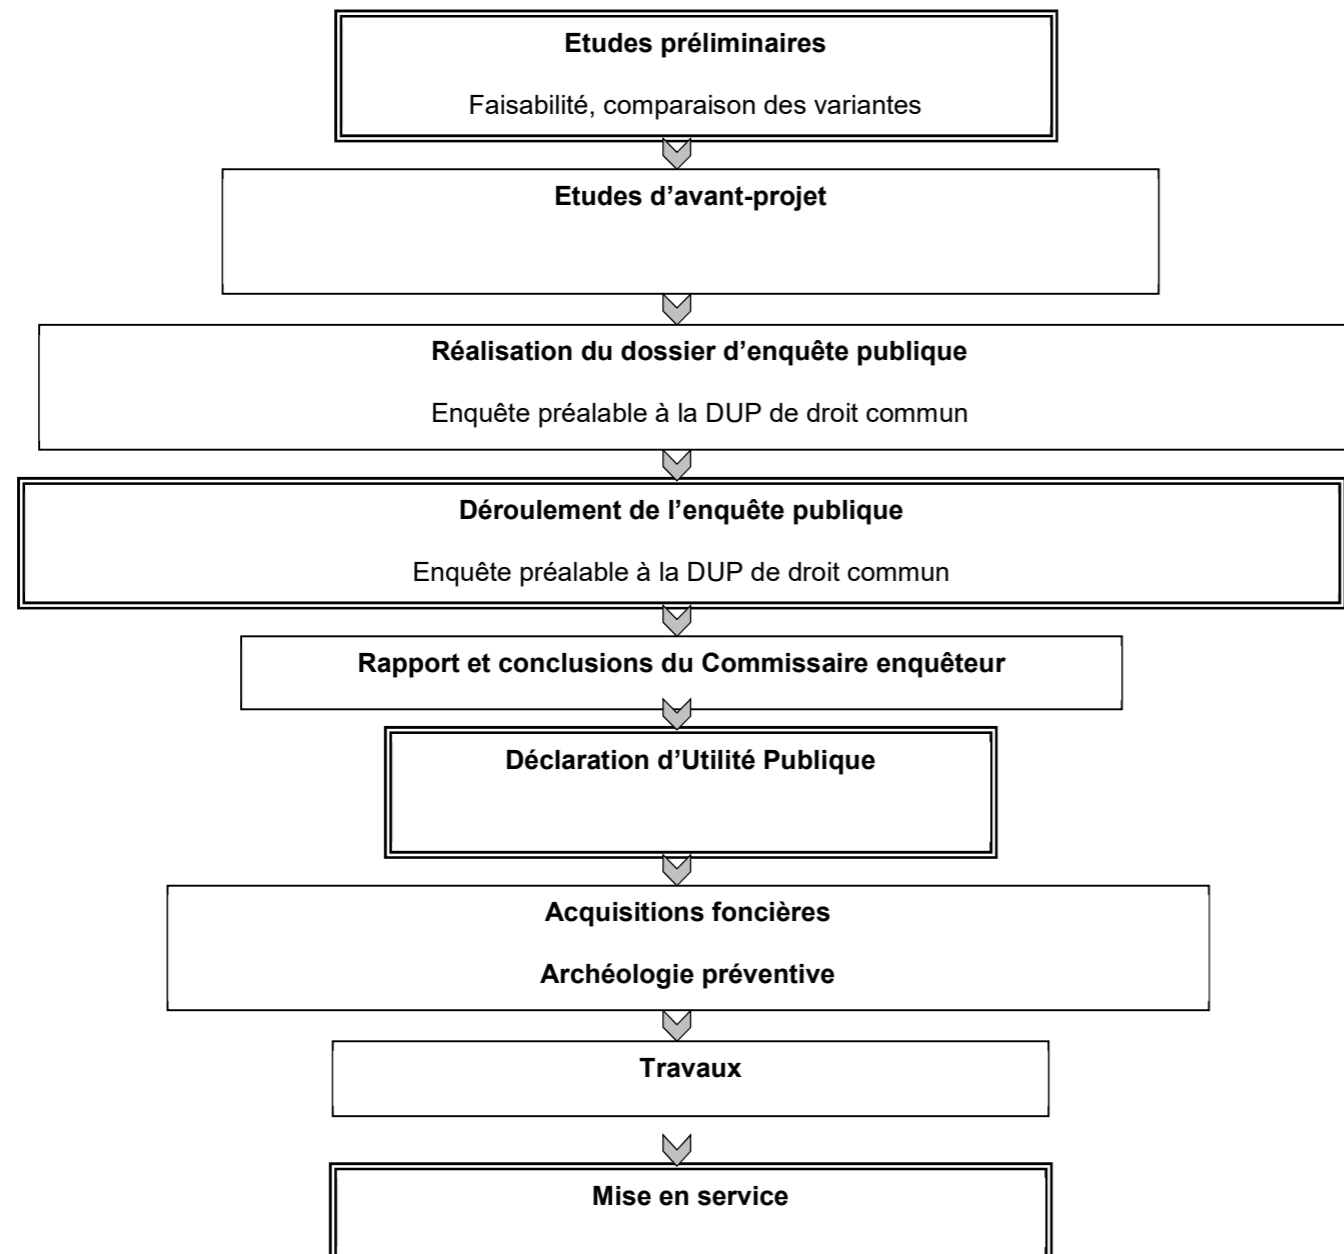 Etudes préliminaires
Faisabilité, comparaison des variantes
Etudes d’avant-projet
Réalisation du dossier d’enquête publique
Enquête préalable à la DUP de droit commun
Déroulement de l’enquête publique
Enquête préalable à la DUP de droit commun
Rapport et conclusions du Commissaire enquêteur
Déclaration d’Utilité Publique
Acquisitions foncières
Archéologie préventive
Travaux
Mise en service